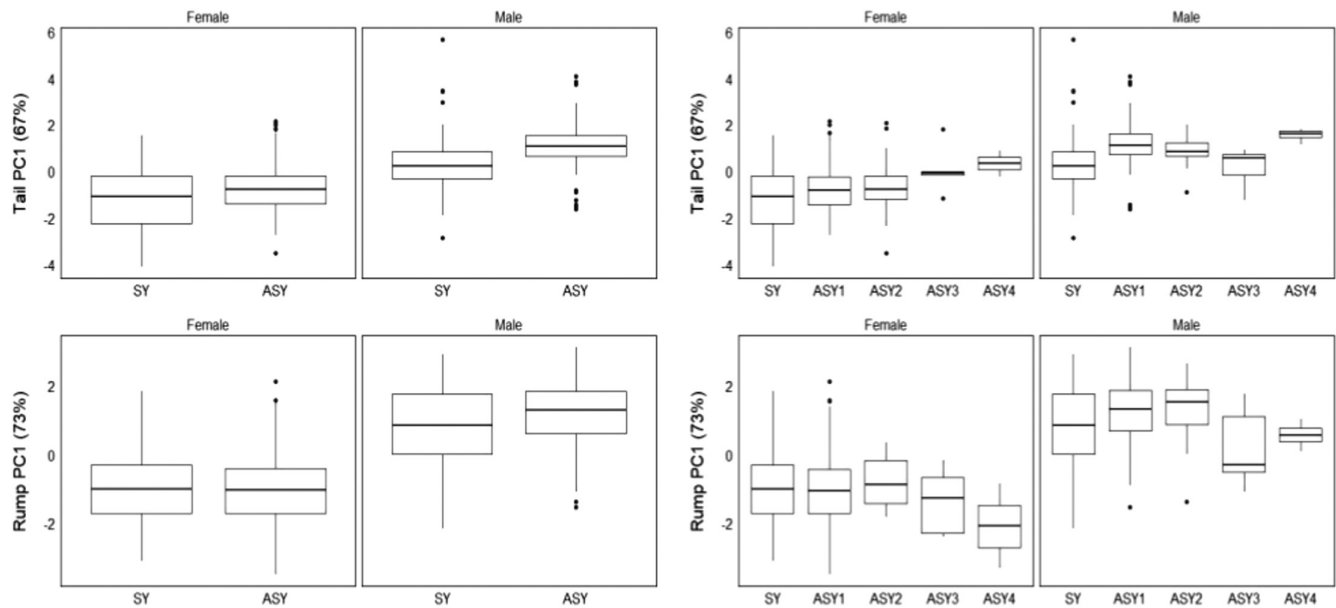 Female Male
Tail PC1 (67%)
6
4
2
0
-2
-4
SY ASY SY ASY
Female Male
Tail PC1 (67%)
6
4
2
0
-2
-4
SY ASY1 ASY2 ASY3 ASY4 SY ASY1 ASY2 ASY3 ASY4
Female Male
Rump PC1 (73%)
2
0
-2
SY ASY SY ASY
Female Male
Rump PC1 (73%)
2
0
-2
SY ASY1 ASY2 ASY3 ASY4 SY ASY1 ASY2 ASY3 ASY4